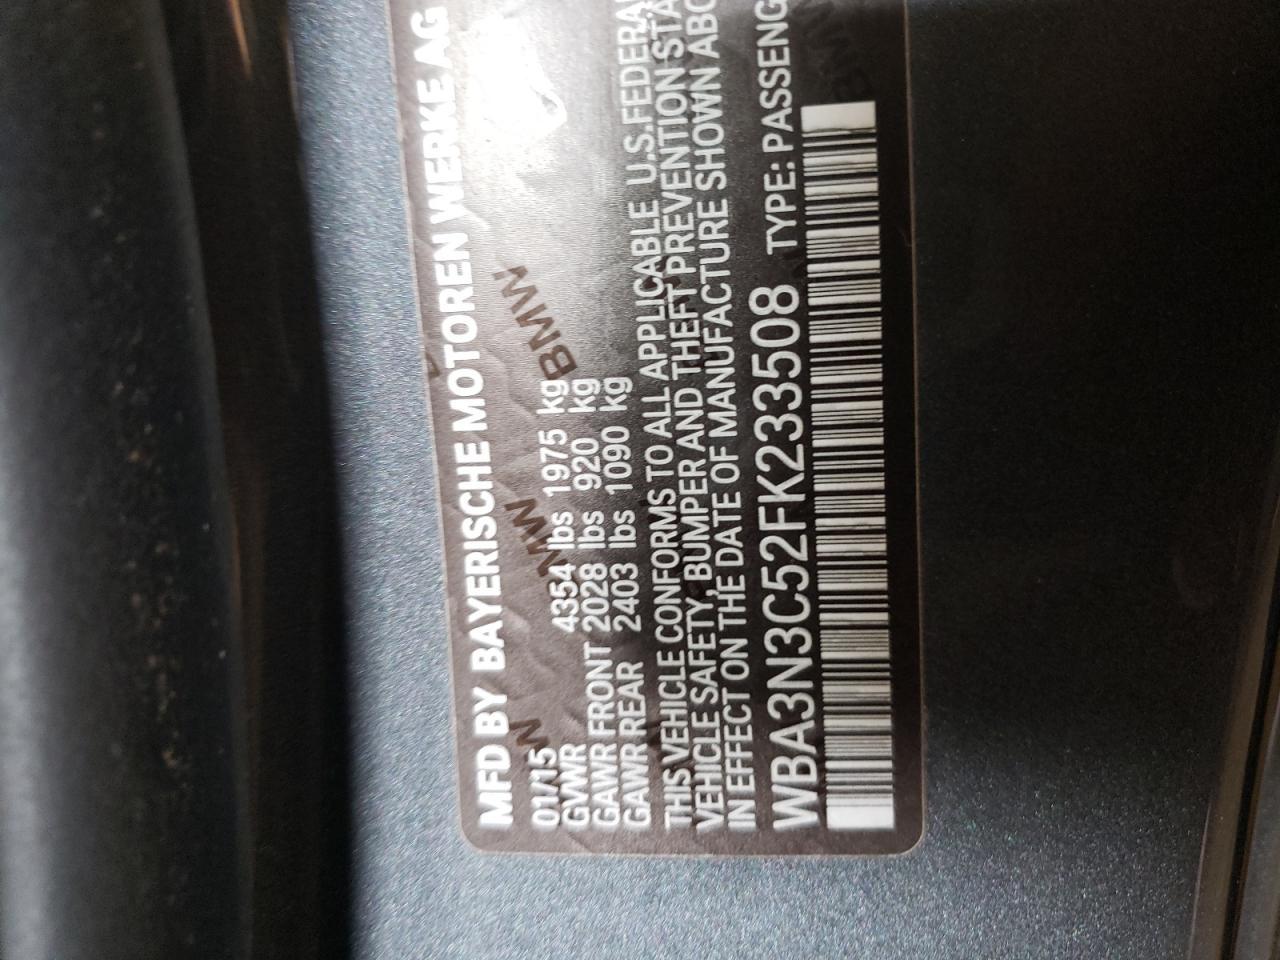 MFD BY BAYERISCHE MOTOREN WERKE AG
01/15
GVWR 4354 lbs 1975 kg
GAWR FRONT 2028 lbs 920 kg
GAWR REAR 2403 lbs 1090 kg
THIS VEHICLE CONFORMS TO ALL APPLICABLE U.S.FEDERA
VEHICLE SAFETY, BUMPER AND THEFT PREVENTION STA
IN EFFECT ON THE DATE OF MANUFACTURE SHOWN ABO
WBA3N3C52FK233508 TYPE: PASSENG
BMW